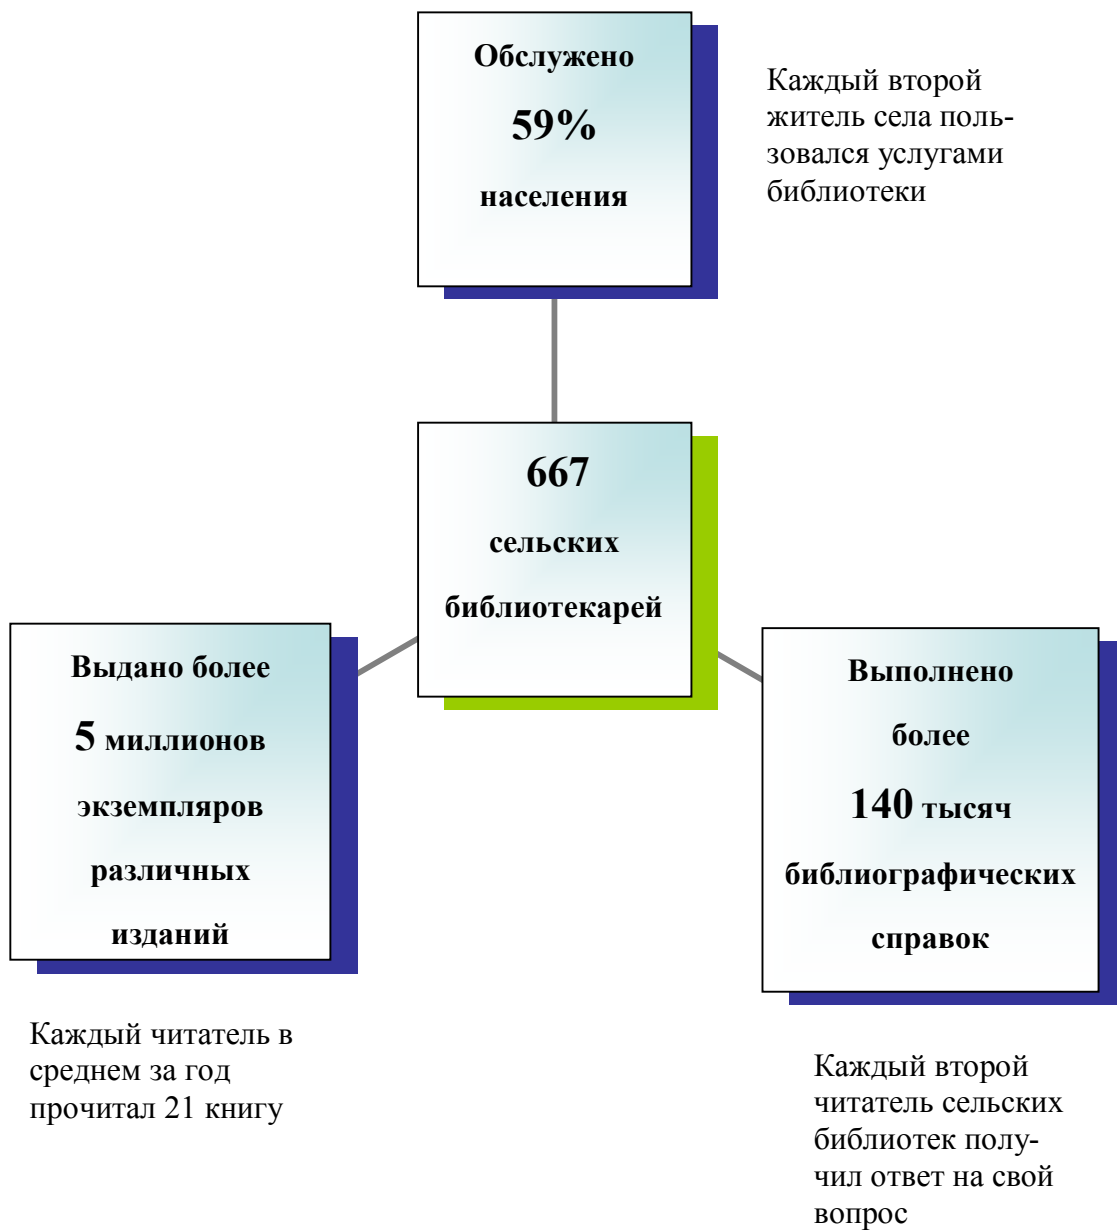 Обслужено
59%
населения
Каждый второй
житель села поль-
зовался услугами
библиотеки
667
сельских
библиотекарей
Выдано более
5 миллионов
экземпляров
различных
изданий
Каждый читатель в
среднем за год
прочитал 21 книгу
Выполнено
более
140 тысяч
библиографических
справок
Каждый второй
читатель сельских
библиотек полу-
чил ответ на свой
вопрос